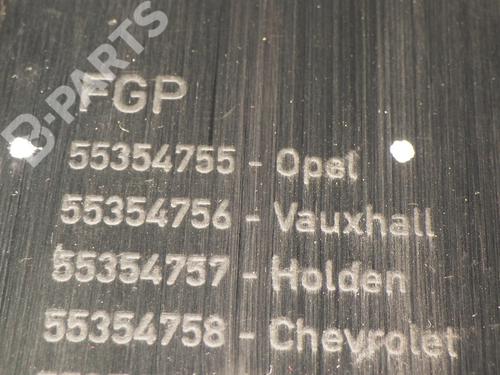 B-PARTS
FGP
55354755 - Opel
55354756 - Vauxhall
55354757 - Holden
55354758 - Chevrolet